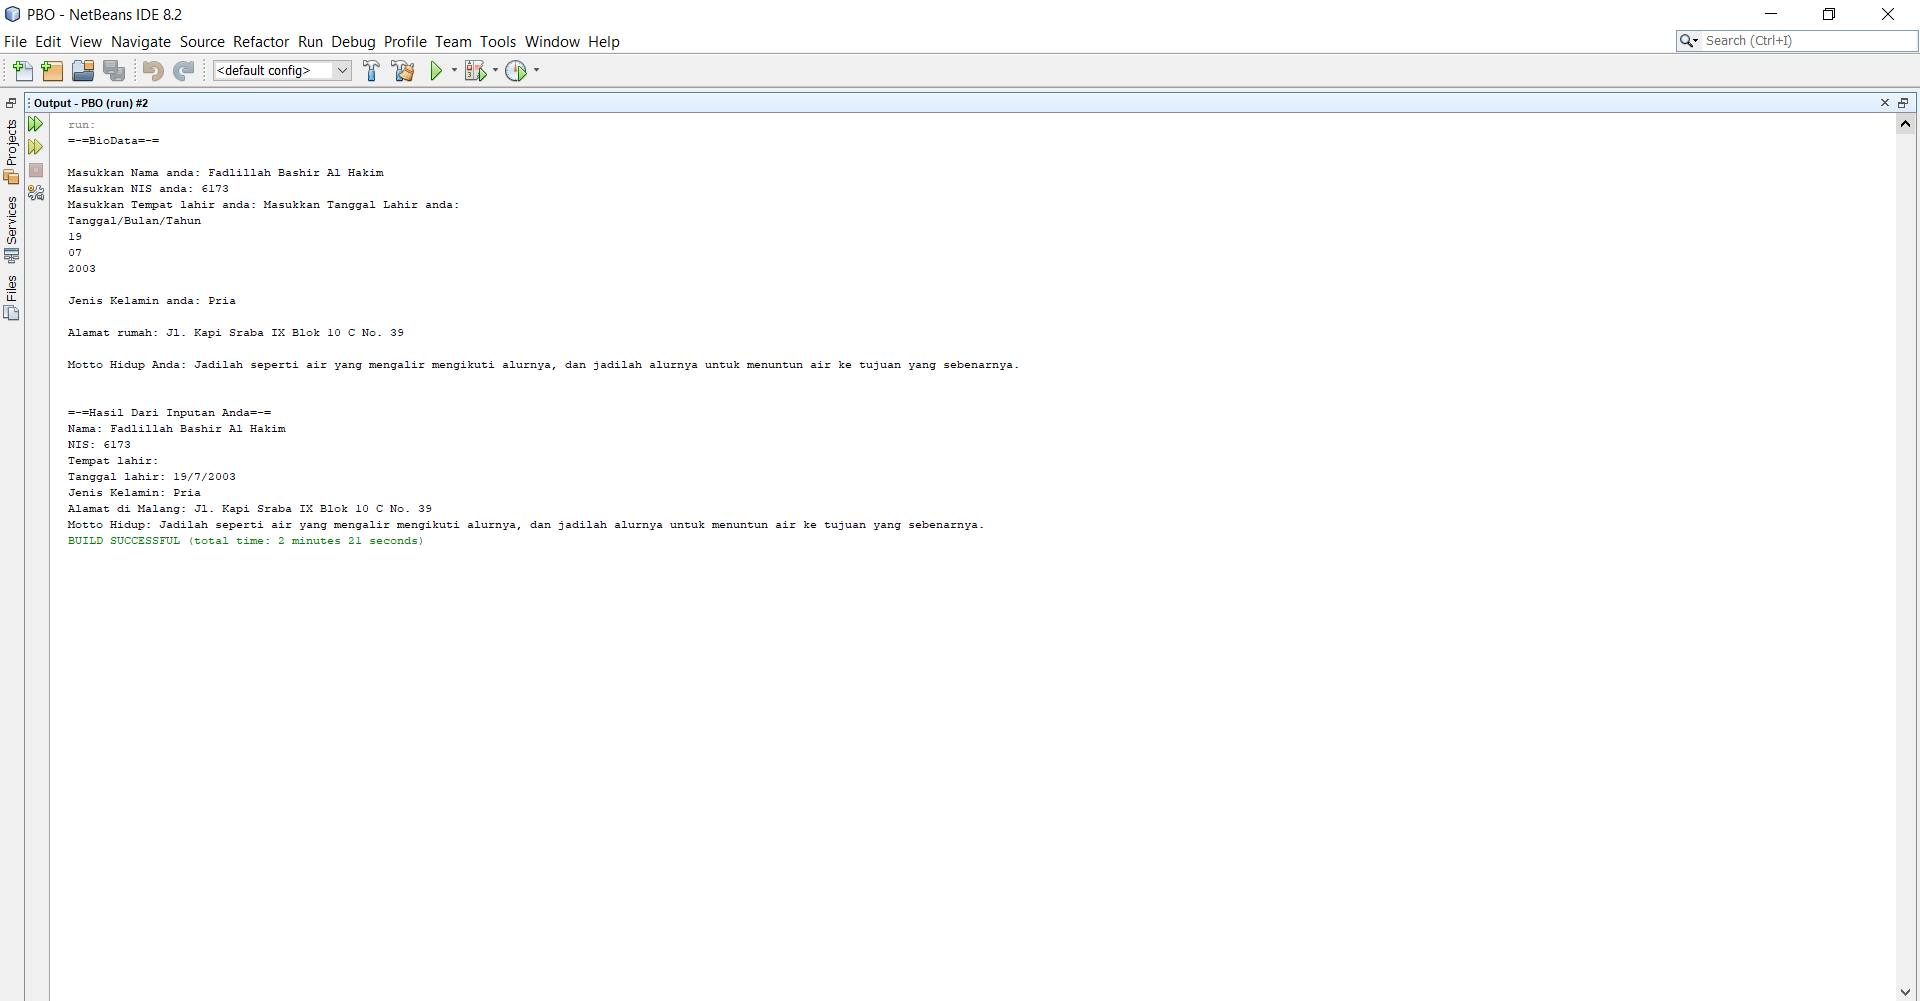 PBO - NetBeans IDE 8.2
File Edit View Navigate Source Refactor Run Debug Profile Team Tools Window Help
Search (Ctrl+I)
<default config>
Output - PBO (run) #2
Projects
Services
Files
run:
=-=BioData=-=
Masukkan Nama anda: Fadlillah Bashir Al Hakim
Masukkan NIS anda: 6173
Masukkan Tempat lahir anda: Masukkan Tanggal Lahir anda:
Tanggal/Bulan/Tahun
19
07
2003
Jenis Kelamin anda: Pria
Alamat rumah: Jl. Kapi Sraba IX Blok 10 C No. 39
Motto Hidup Anda: Jadilah seperti air yang mengalir mengikuti alurnya, dan jadilah alurnya untuk menuntun air ke tujuan yang sebenarnya.
=-=Hasil Dari Inputan Anda=-=
Nama: Fadlillah Bashir Al Hakim
NIS: 6173
Tempat lahir:
Tanggal lahir: 19/7/2003
Jenis Kelamin: Pria
Alamat di Malang: Jl. Kapi Sraba IX Blok 10 C No. 39
Motto Hidup: Jadilah seperti air yang mengalir mengikuti alurnya, dan jadilah alurnya untuk menuntun air ke tujuan yang sebenarnya.
BUILD SUCCESSFUL (total time: 2 minutes 21 seconds)